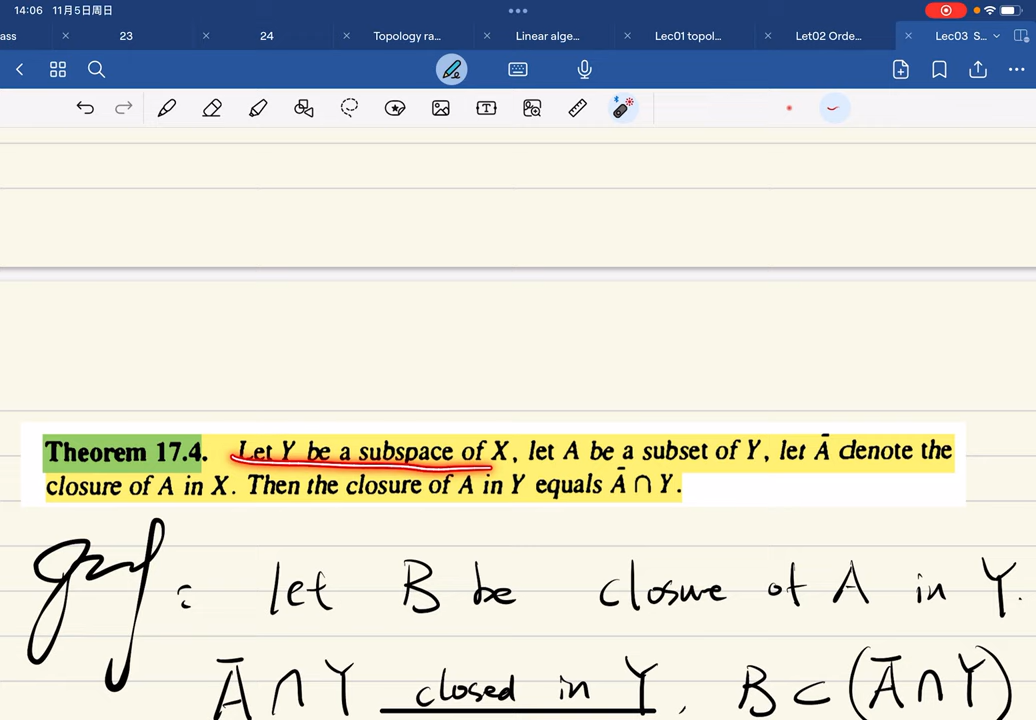 14:06 11月5日周日
ass 23 24 Topology ra... Linear alge... Lec01 topol... Let02 Orde... Lec03 S...
Theorem 17.4. Let Y be a subspace of X, let A be a subset of Y, let Ā denote the
closure of A in X. Then the closure of A in Y equals Ā ∩ Y.
let B be closure of A in Y.
Ā ∩ Y closed in Y, B ⊂ (Ā ∩ Y)